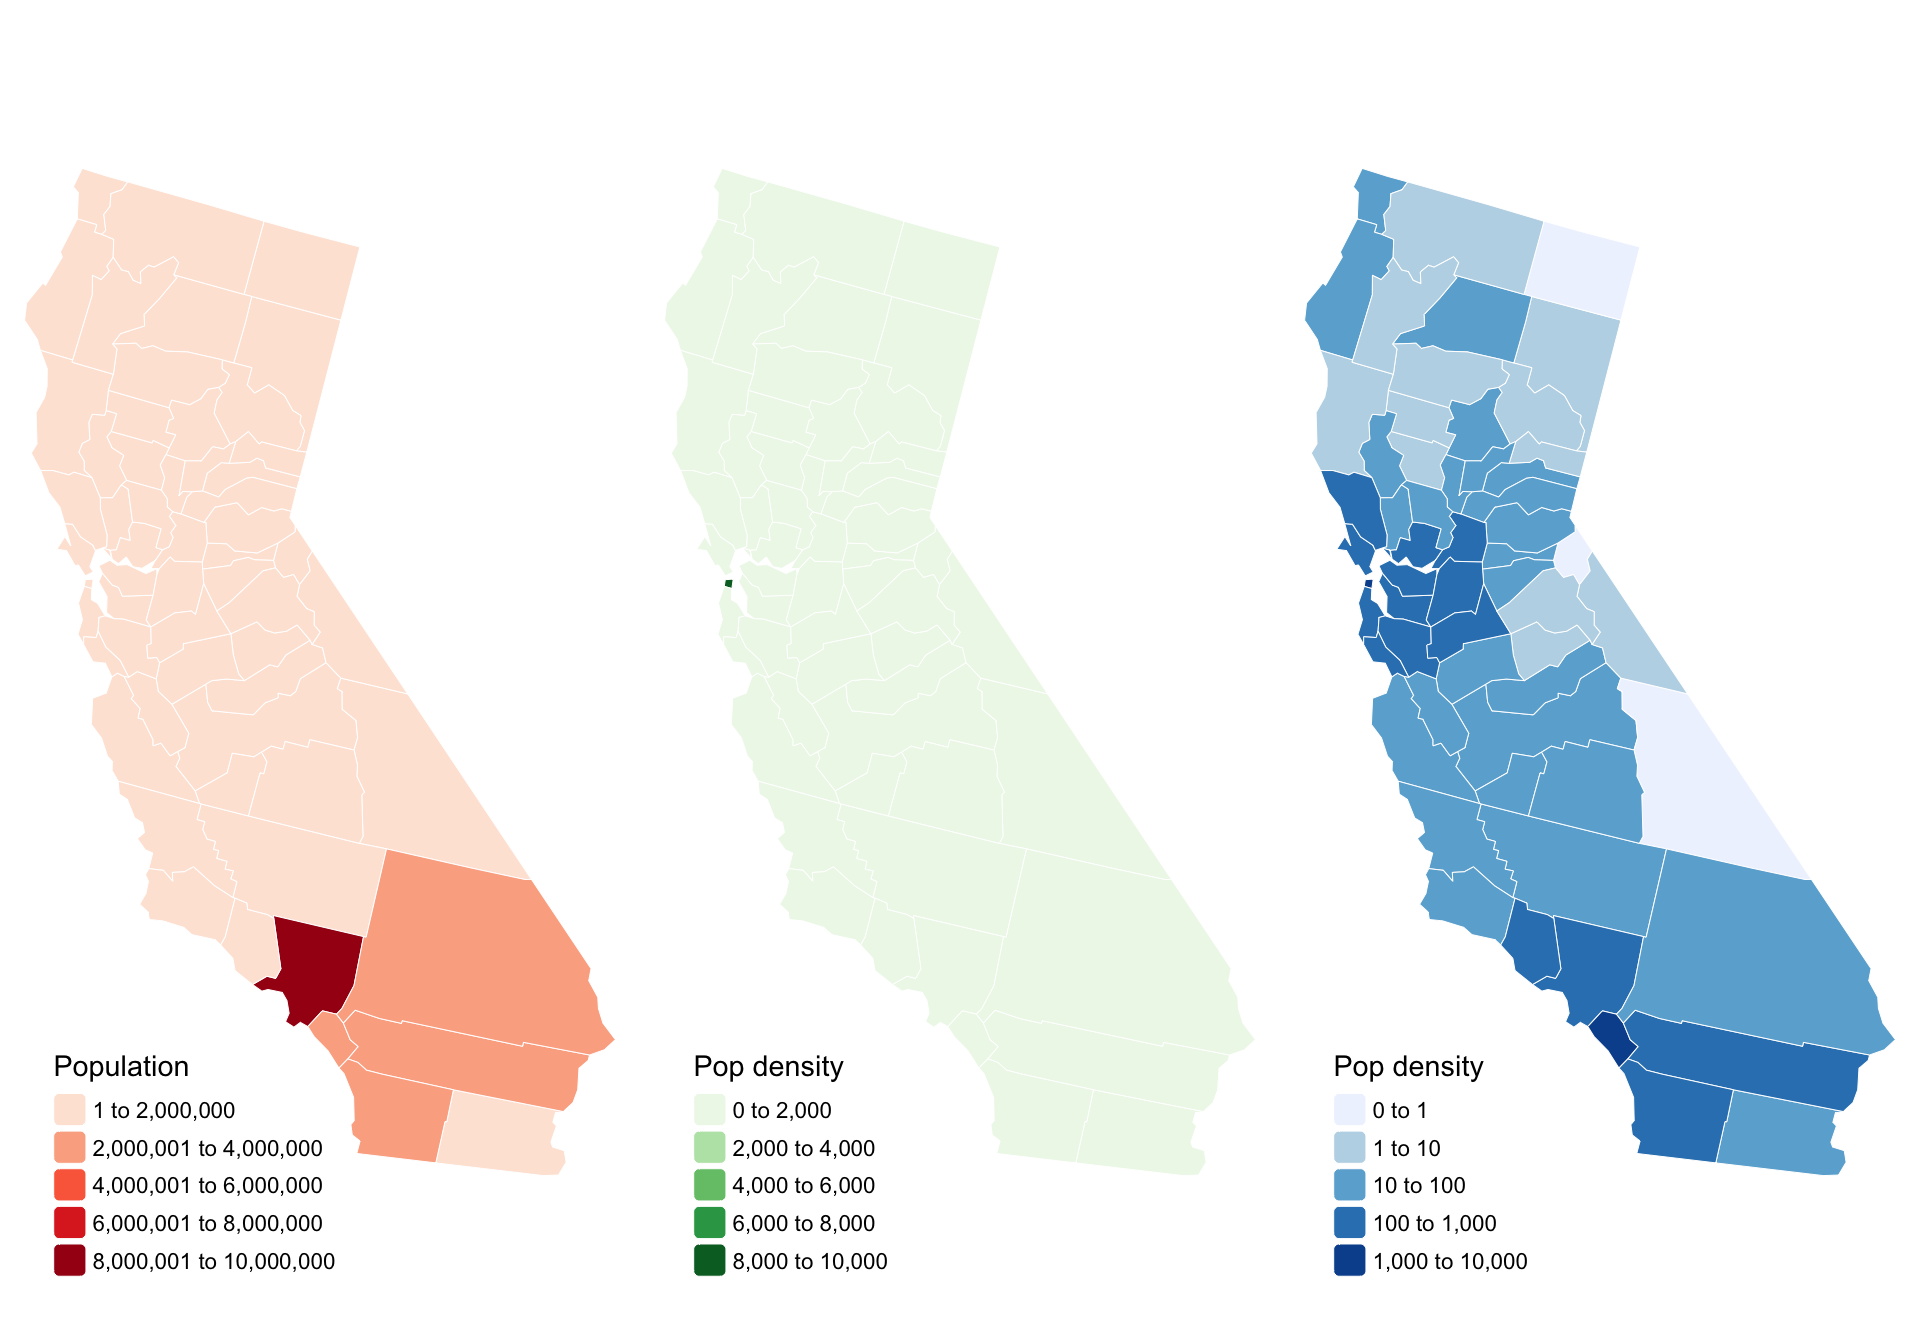 Population
1 to 2,000,000
2,000,001 to 4,000,000
4,000,001 to 6,000,000
6,000,001 to 8,000,000
8,000,001 to 10,000,000
Pop density
0 to 2,000
2,000 to 4,000
4,000 to 6,000
6,000 to 8,000
8,000 to 10,000
Pop density
0 to 1
1 to 10
10 to 100
100 to 1,000
1,000 to 10,000